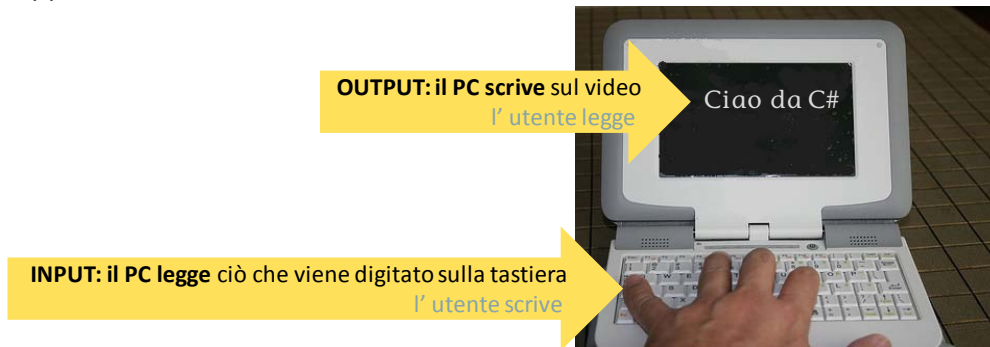 OUTPUT: il PC scrive sul video
l' utente legge
Ciao da C#
INPUT: il PC legge ciò che viene digitato sulla tastiera
l' utente scrive